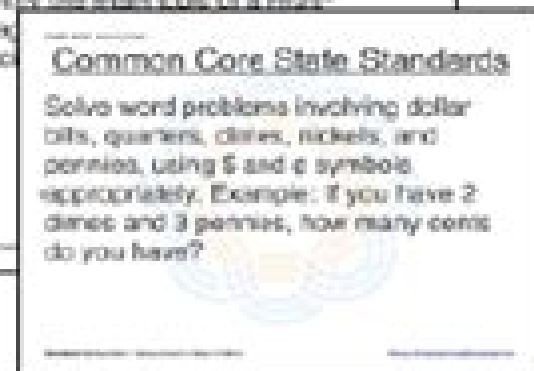 Common Core State Standards
Solve word problems involving dollar
bills, quarters, dimes, nickels, and
pennies, using $ and ¢ symbols
appropriately. Example: If you have 2
dimes and 3 pennies, how many cents
do you have?